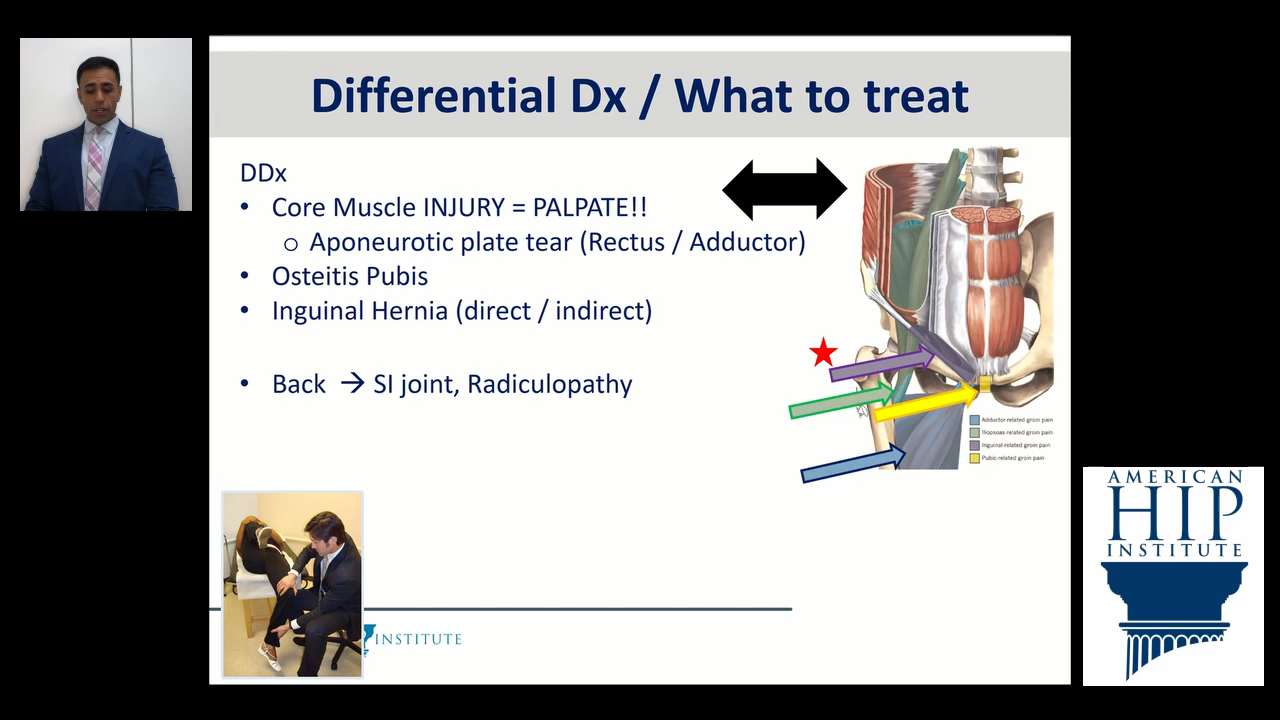 Differential Dx / What to treat
DDx
• Core Muscle INJURY = PALPATE!!
o Aponeurotic plate tear (Rectus / Adductor)
• Osteitis Pubis
• Inguinal Hernia (direct / indirect)
• Back → SI joint, Radiculopathy
Adductor-related groin pain
Iliopsoas-related groin pain
Inguinal-related groin pain
Pubic-related groin pain
INSTITUTE
AMERICAN
HIP
INSTITUTE